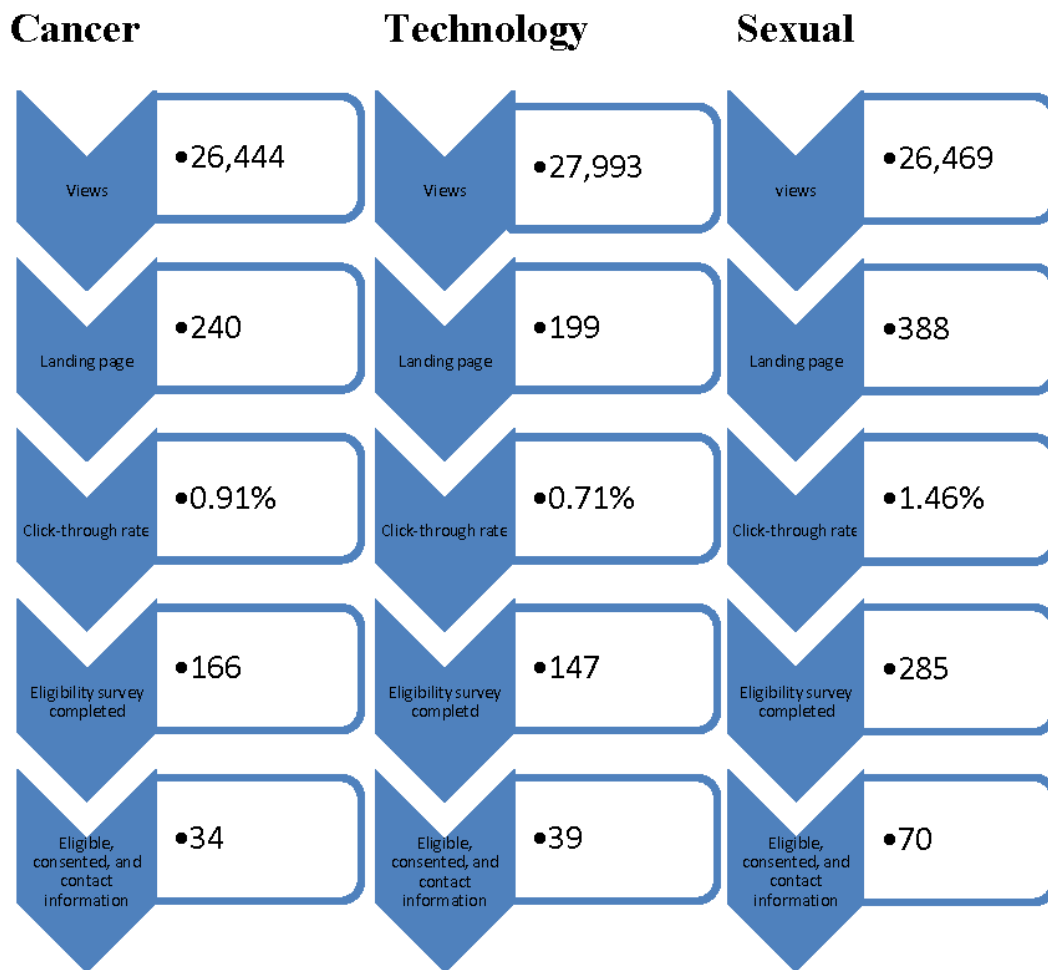 Cancer
Views
•26,444
Landing page
•240
Click-through rate
•0.91%
Eligibility survey
completed
•166
Eligible,
consented, and
contact
information
•34
Technology
Views
•27,993
Landing page
•199
Click-through rate
•0.71%
Eligibility survey
completd
•147
Eligible,
consented, and
contact
information
•39
Sexual
views
•26,469
Landing page
•388
Click-through rate
•1.46%
Eligibility survey
completed
•285
Eligible,
consented, and
contact
information
•70